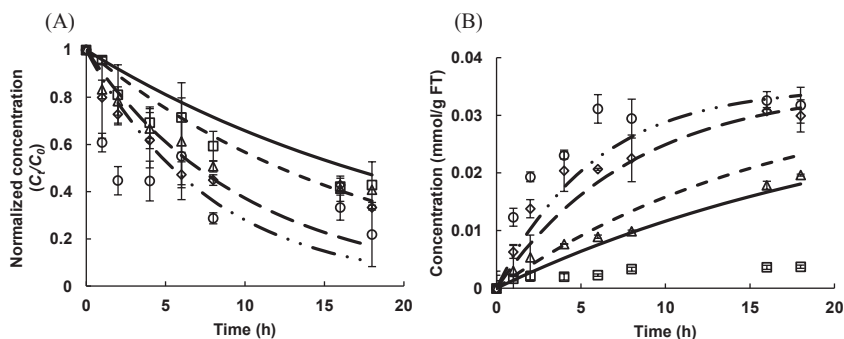 (A)
1
0.8
0.6
0.4
0.2
0
0 5 10 15 20
Normalized concentration
(Ct/C0)
Time (h)
(B)
0.04
0.03
0.02
0.01
0
0 5 10 15 20
Concentration (mmol/g FT)
Time (h)